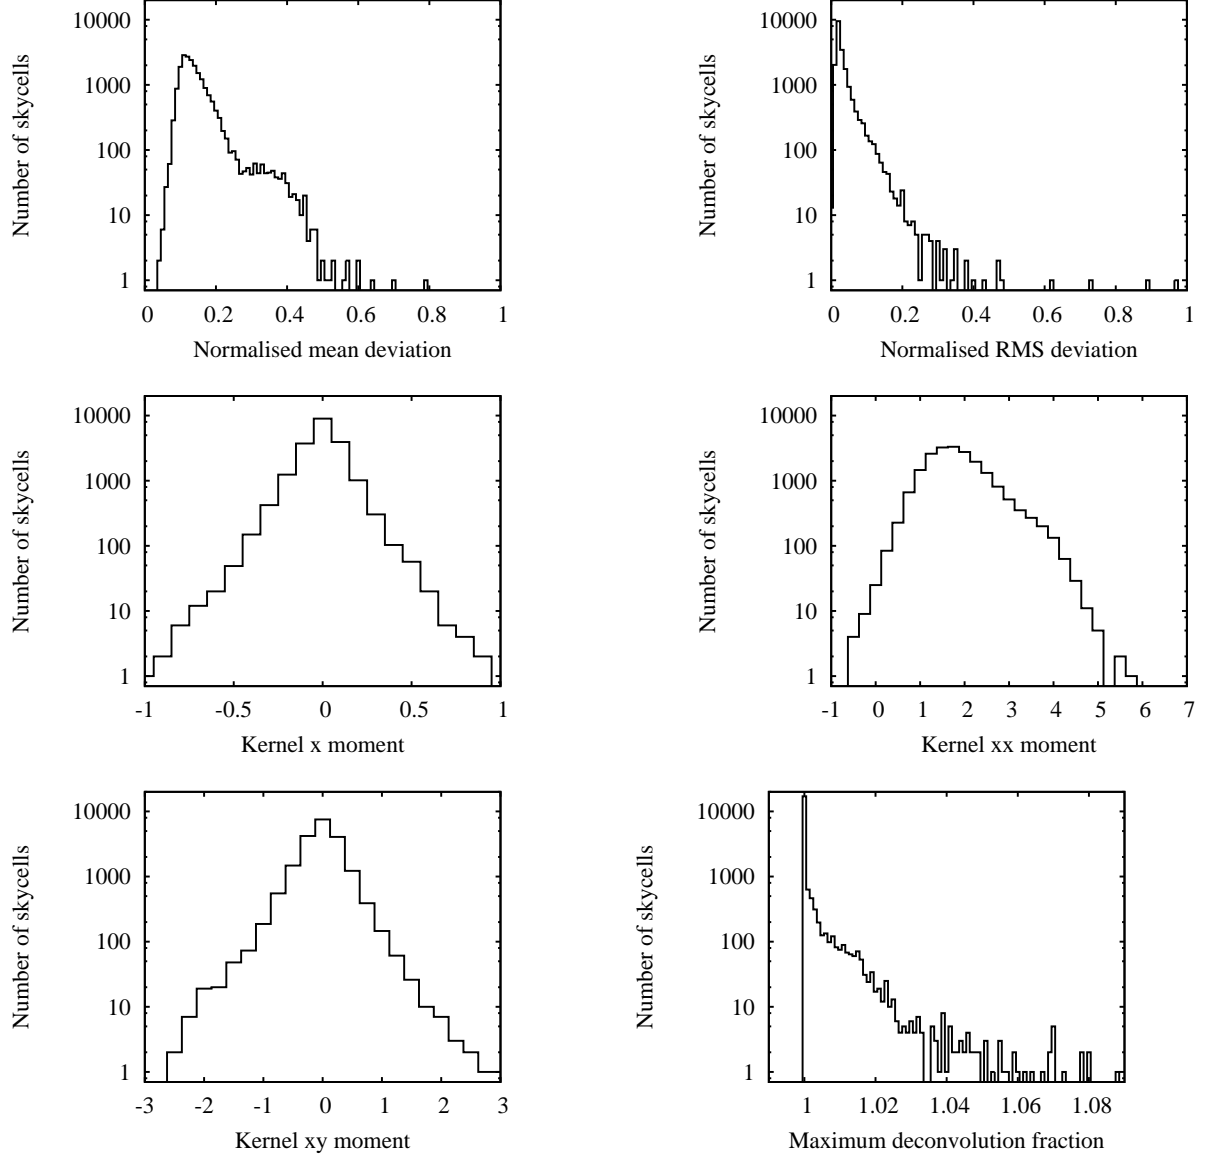 10000
1000
100
10
1
Number of skycells
0 0.2 0.4 0.6 0.8 1
Normalised mean deviation
10000
1000
100
10
1
Number of skycells
0 0.2 0.4 0.6 0.8 1
Normalised RMS deviation
10000
1000
100
10
1
Number of skycells
-1 -0.5 0 0.5 1
Kernel x moment
10000
1000
100
10
1
Number of skycells
-1 0 1 2 3 4 5 6 7
Kernel xx moment
10000
1000
100
10
1
Number of skycells
-3 -2 -1 0 1 2 3
Kernel xy moment
10000
1000
100
10
1
Number of skycells
1 1.02 1.04 1.06 1.08
Maximum deconvolution fraction